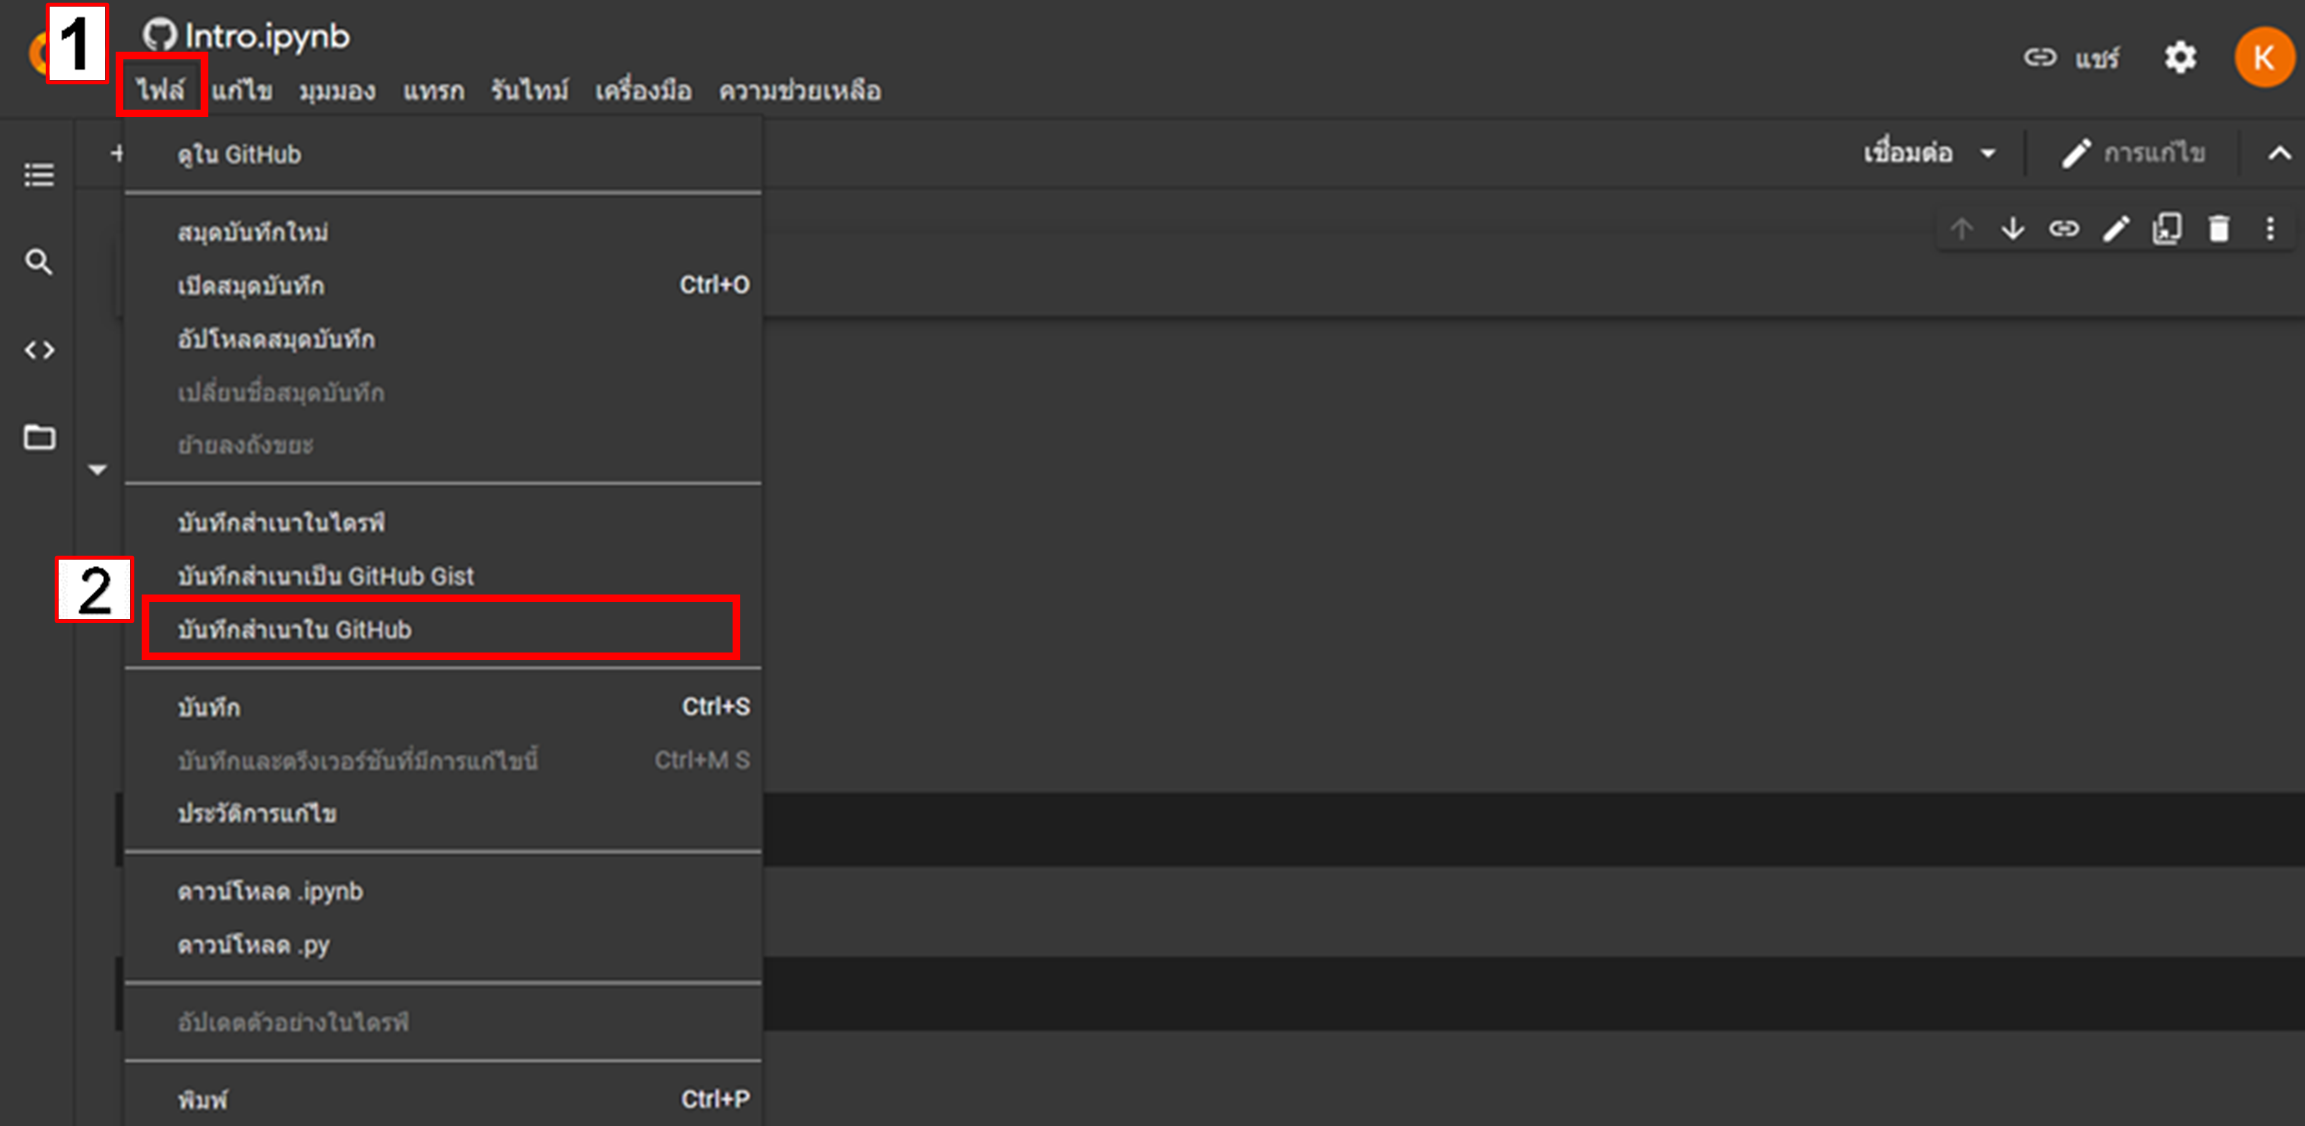 1
Intro.ipynb
ไฟล์ แก้ไข มุมมอง แทรก รันไทม์ เครื่องมือ ความช่วยเหลือ
แชร์
K
ดูใน GitHub
เชื่อมต่อ
การแก้ไข
สมุดบันทึกใหม่
เปิดสมุดบันทึก Ctrl+O
อัปโหลดสมุดบันทึก
เปลี่ยนชื่อสมุดบันทึก
ย้ายลงถังขยะ
บันทึกสำเนาในไดรฟ์
บันทึกสำเนาเป็น GitHub Gist
2
บันทึกสำเนาใน GitHub
บันทึก Ctrl+S
บันทึกและตรึงเวอร์ชันที่มีการแก้ไขนี้ Ctrl+M S
ประวัติการแก้ไข
ดาวน์โหลด .ipynb
ดาวน์โหลด .py
อัปเดตตัวอย่างในไดรฟ์
พิมพ์ Ctrl+P